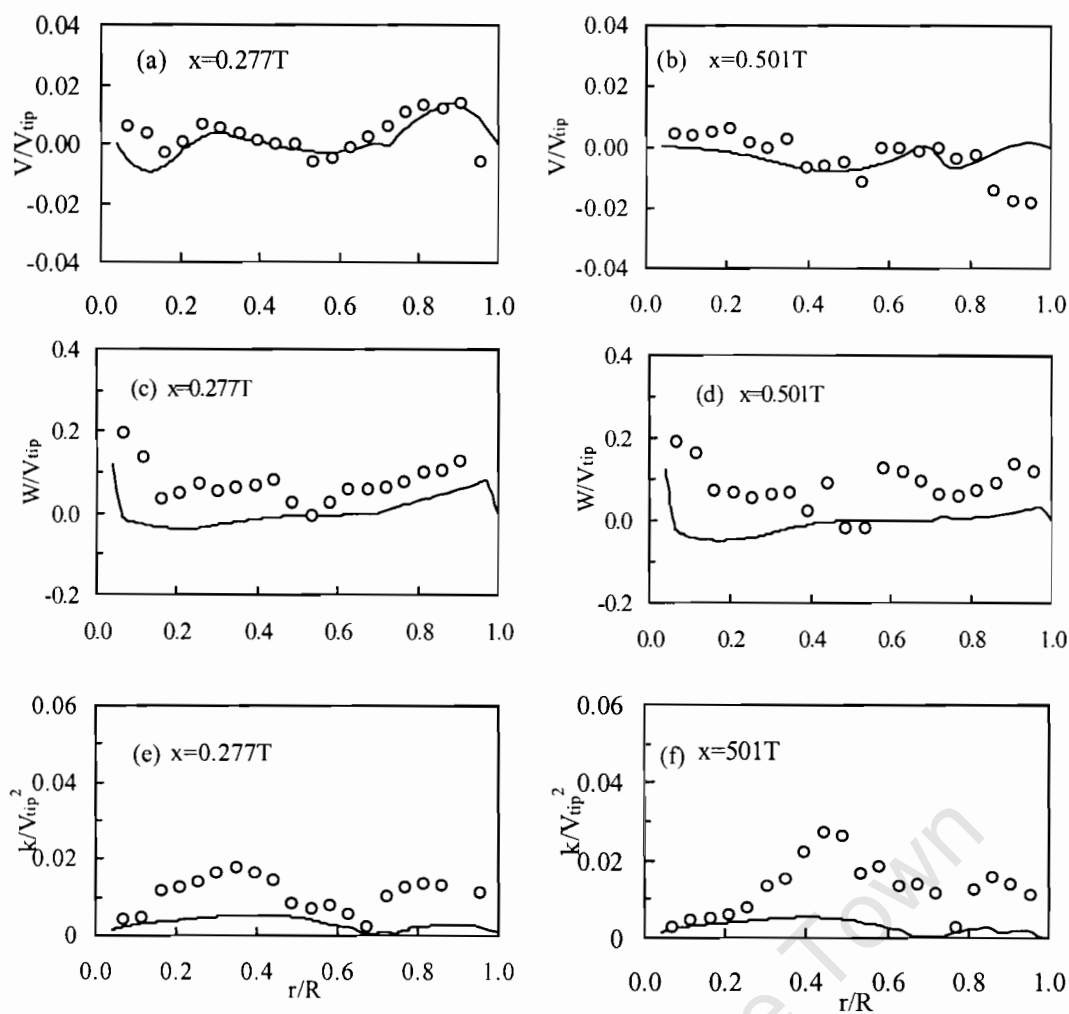 0.04
0.02
0.00
-0.02
-0.04
V/Vtip
(a) x=0.277T
0.0 0.2 0.4 0.6 0.8 1.0
0.04
0.02
0.00
-0.02
-0.04
V/Vtip
(b) x=0.501T
0.0 0.2 0.4 0.6 0.8 1.0
0.4
0.2
0.0
-0.2
W/Vtip
(c) x=0.277T
0.0 0.2 0.4 0.6 0.8 1.0
0.4
0.2
0.0
-0.2
W/Vtip
(d) x=0.501T
0.0 0.2 0.4 0.6 0.8 1.0
0.06
0.04
0.02
0
k/Vtip²
(e) x=0.277T
0.0 0.2 0.4 0.6 0.8 1.0
r/R
0.06
0.04
0.02
0
k/Vtip²
(f) x=501T
0.0 0.2 0.4 0.6 0.8 1.0
r/R
e Town